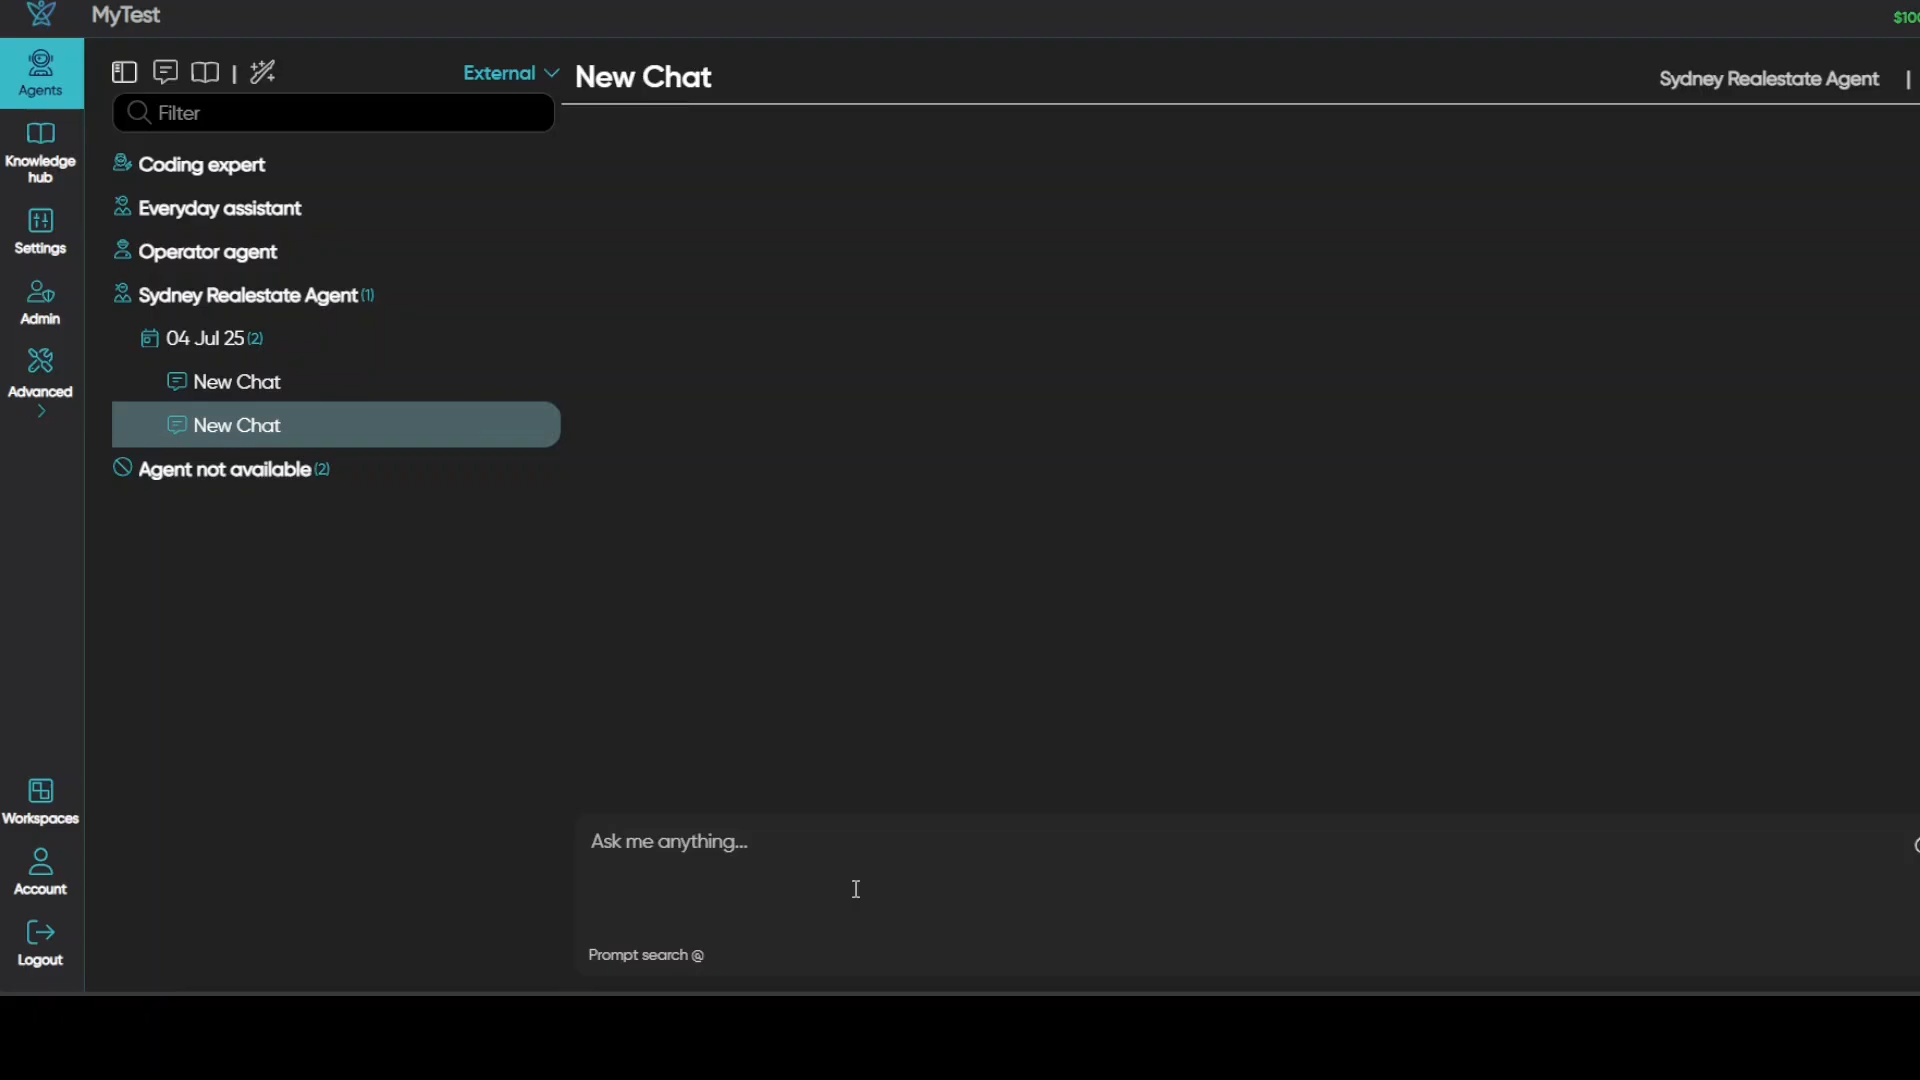 MyTest
$100
Agents
Knowledge
hub
Settings
Admin
Advanced
Workspaces
Account
Logout
External
Filter
Coding expert
Everyday assistant
Operator agent
Sydney Realestate Agent (1)
04 Jul 25 (2)
New Chat
New Chat
Agent not available (2)
New Chat
Sydney Realestate Agent |
Ask me anything...
Prompt search @